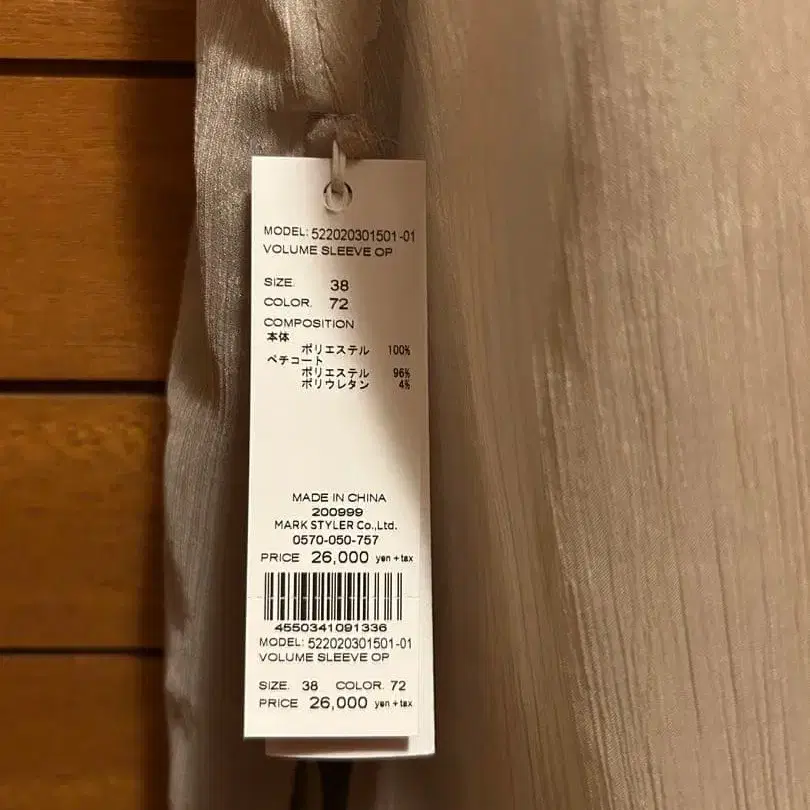 MODEL: 522020301501-01
VOLUME SLEEVE OP
SIZE. 38
COLOR. 72
COMPOSITION
本体
ポリエステル 100%
ペチコート
ポリエステル 96%
ポリウレタン 4%
MADE IN CHINA
200999
MARK STYLER Co.,Ltd.
0570-050-757
PRICE 26,000 yen+tax
4550341091336
MODEL: 522020301501-01
VOLUME SLEEVE OP
SIZE. 38 COLOR. 72
PRICE 26,000 yen+tax